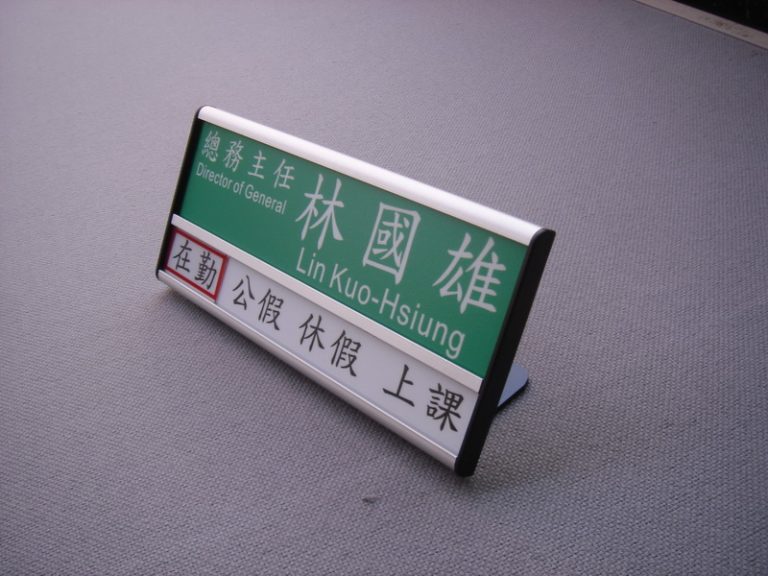 總務主任
Director of General
林國雄
Lin Kuo-Hsiung
在勤 公假 休假 上課